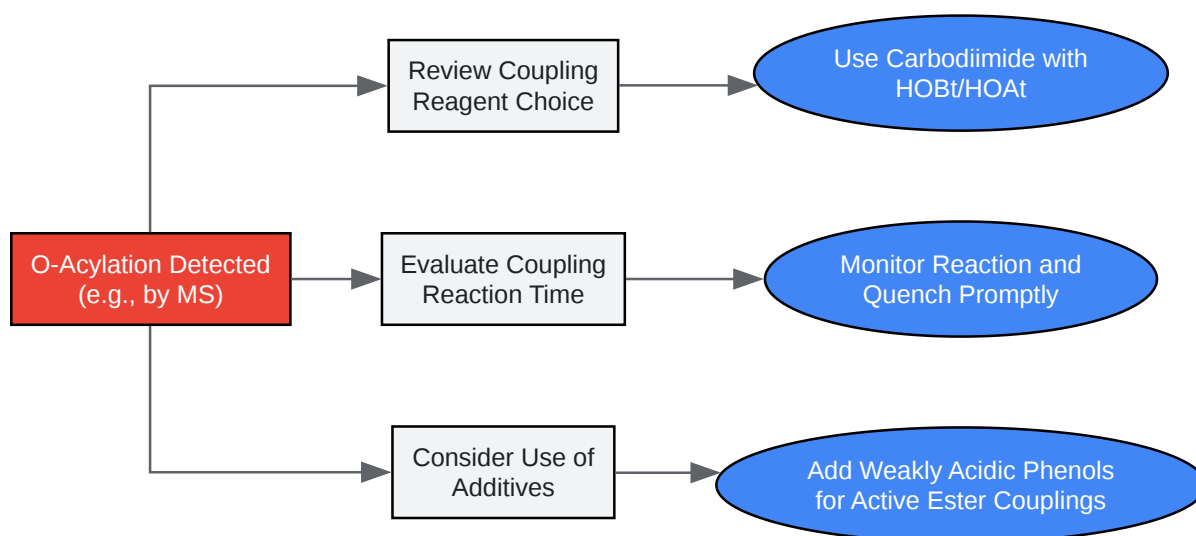 Review Coupling
Reagent Choice
Use Carbodiimide with
HOBt/HOAt
O-Acylation Detected
(e.g., by MS)
Evaluate Coupling
Reaction Time
Monitor Reaction and
Quench Promptly
Consider Use of
Additives
Add Weakly Acidic Phenols
for Active Ester Couplings